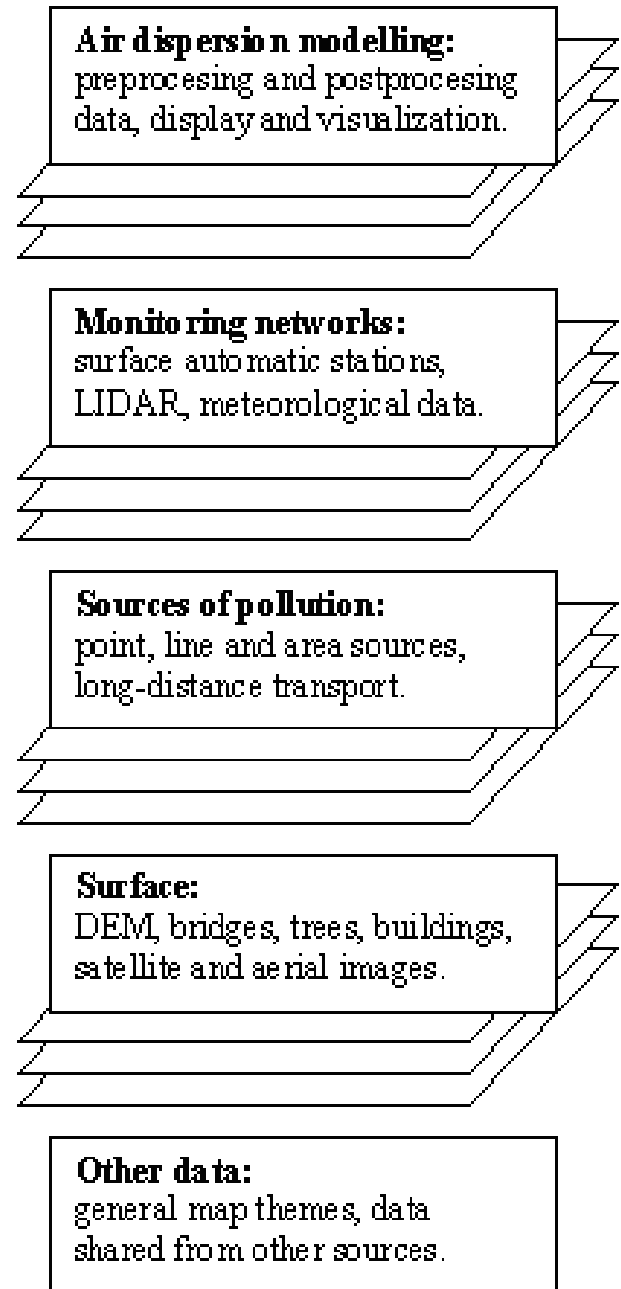 Air dispersion modelling:
preprocesing and postprocesing
data, display and visualization.
Monitoring networks:
surface automatic stations,
LIDAR, meteorological data.
Sources of pollution:
point, line and area sources,
long-distance transport.
Surface:
DEM, bridges, trees, buildings,
satellite and aerial images.
Other data:
general map themes, data
shared from other sources.